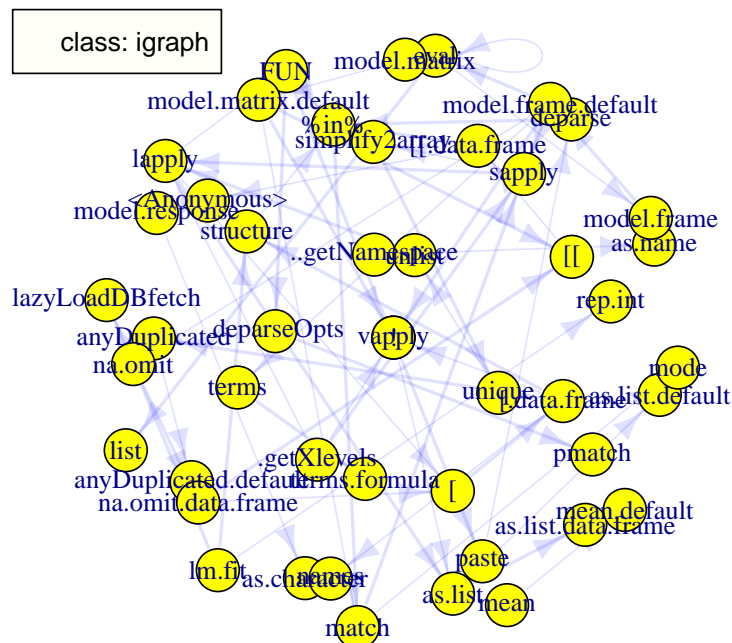 class: igraph
model.matrix
eval
FUN
model.matrix.default
model.frame.default
deparse
%in%
simplify2array
[[.data.frame
lapply
sapply
<Anonymous>
model.response
structure
model.frame
as.name
..getNamespace
unlist
[[
lazyLoadDBfetch
rep.int
anyDuplicated
deparseOpts
vapply
na.omit
mode
terms
unique
[.data.frame
as.list.default
list
.getXlevels
pmatch
anyDuplicated.default
terms.formula
[
na.omit.data.frame
mean.default
as.list.data.frame
paste
lm.fit
as.character
names
as.list
mean
match